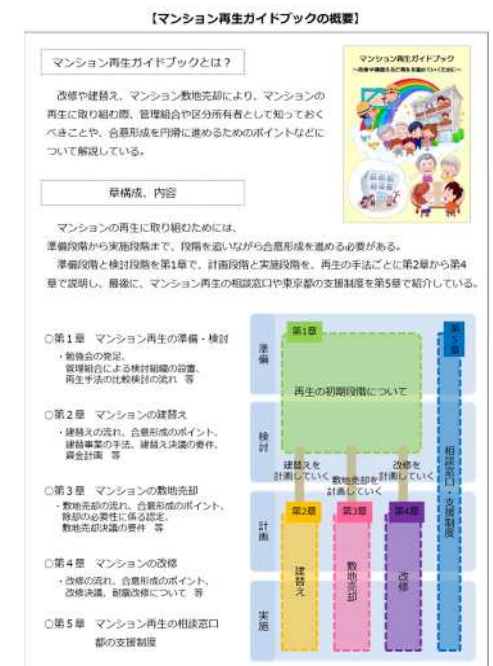 【マンション再生ガイドブックの概要】
マンション再生ガイドブックとは？
改修や建替え、マンション敷地売却により、マンションの
再生に取り組む際、管理組合や区分所有者として知っておく
べきことや、合意形成を円滑に進めるためのポイントなどに
ついて解説している。
マンション再生ガイドブック
～改修や建替えなど再生を進めていくために～
章構成、内容
マンションの再生に取り組むためには、
準備段階から実施段階まで、段階を追いながら合意形成を進める必要がある。
準備段階と検討段階を第1章で、計画段階と実施段階を、再生の手法ごとに第2章から第4
章で説明し、最後に、マンション再生の相談窓口や東京都の支援制度を第5章で紹介している。
○第１章　マンション再生の準備・検討
・勉強会の発足、
管理組合による検討組織の設置、
再生手法の比較検討の流れ　等
○第２章　マンションの建替え
・建替えの流れ、合意形成のポイント、
建替事業の手法、建替え決議の要件、
資金計画　等
○第３章　マンションの敷地売却
・敷地売却の流れ、合意形成のポイント、
除却の必要性に係る認定、
敷地売却決議の要件　等
○第４章　マンションの改修
・改修の流れ、合意形成のポイント、
改修決議、耐震改修について　等
○第５章　マンション再生の相談窓口
都の支援制度
準備
検討
計画
実施
第1章
再生の初期段階について
建替えを
計画していく
敷地売却を
計画していく
改修を
計画していく
第2章
建替え
第3章
敷地売却
第4章
改修
第5章
相談窓口・支援制度